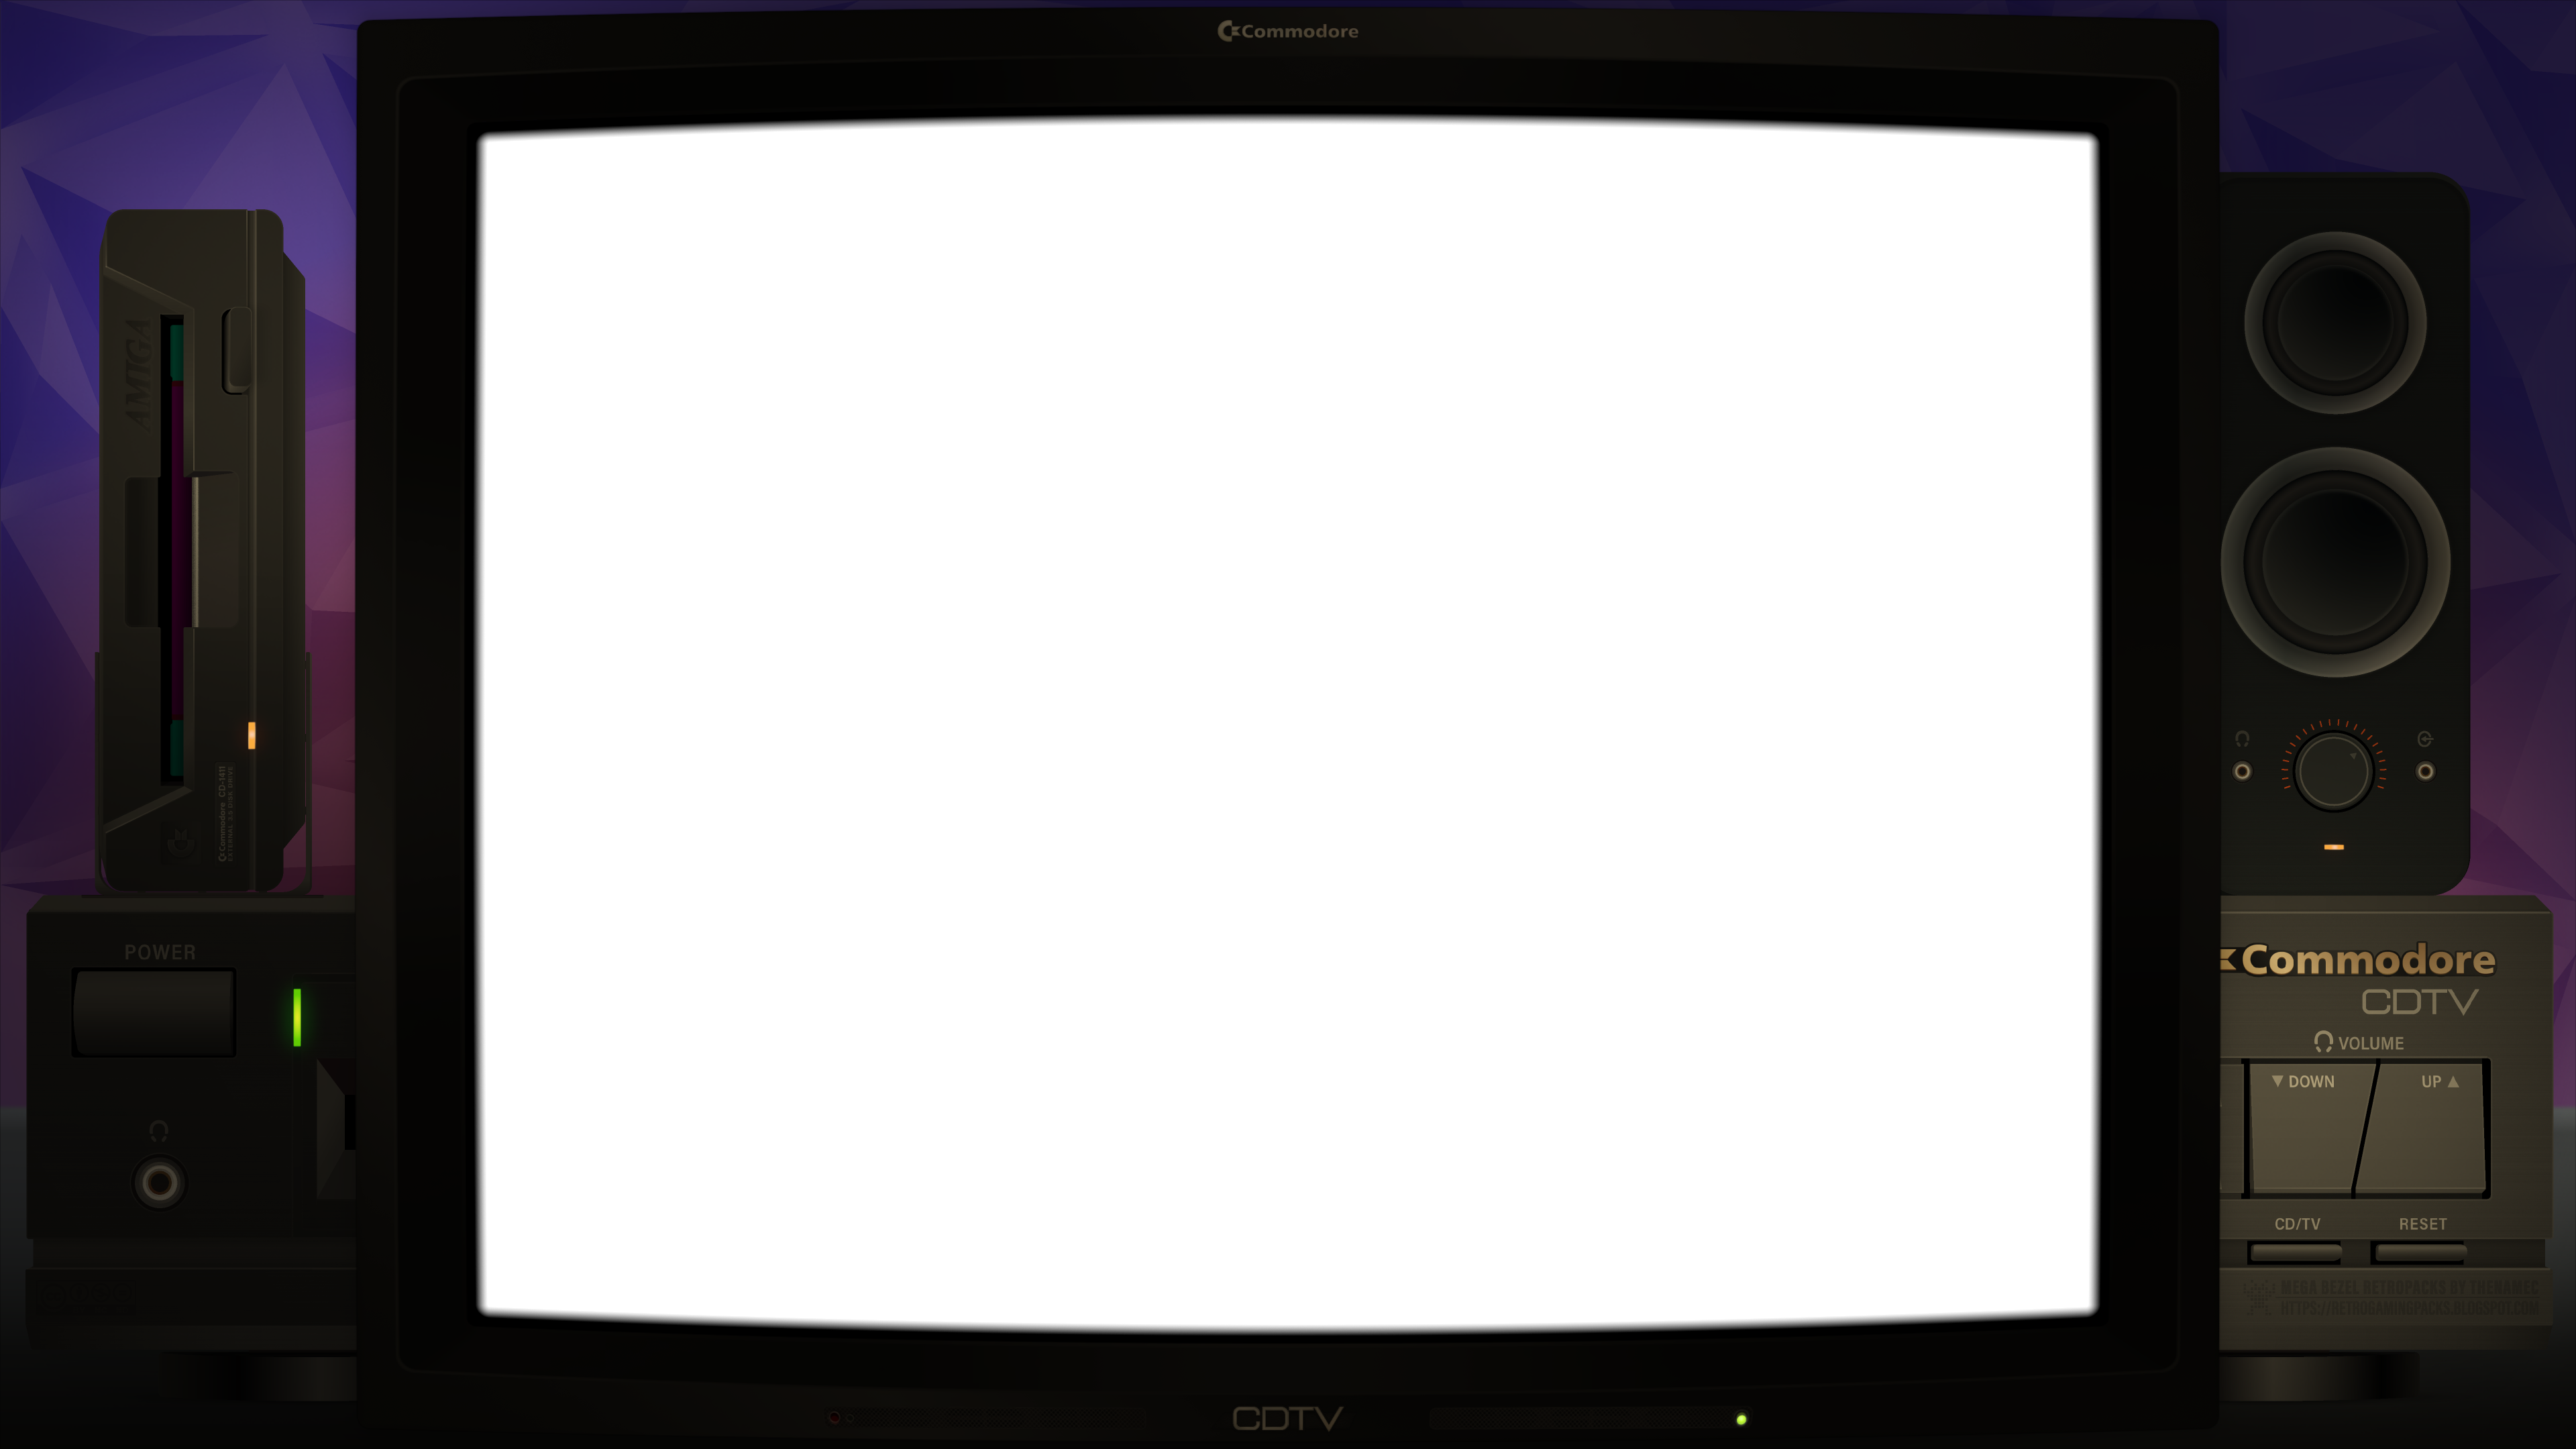 Commodore
AMIGA
Commodore CD-1411
EXTERNAL 3.5 DISK DRIVE
POWER
Commodore
CDTV
VOLUME
▼ DOWN
UP ▲
CD/TV
RESET
MEGA BEZEL RETROPACKS BY THENAMEC
HTTPS://RETROGAMINGPACKS.BLOGSPOT.COM
CDTV